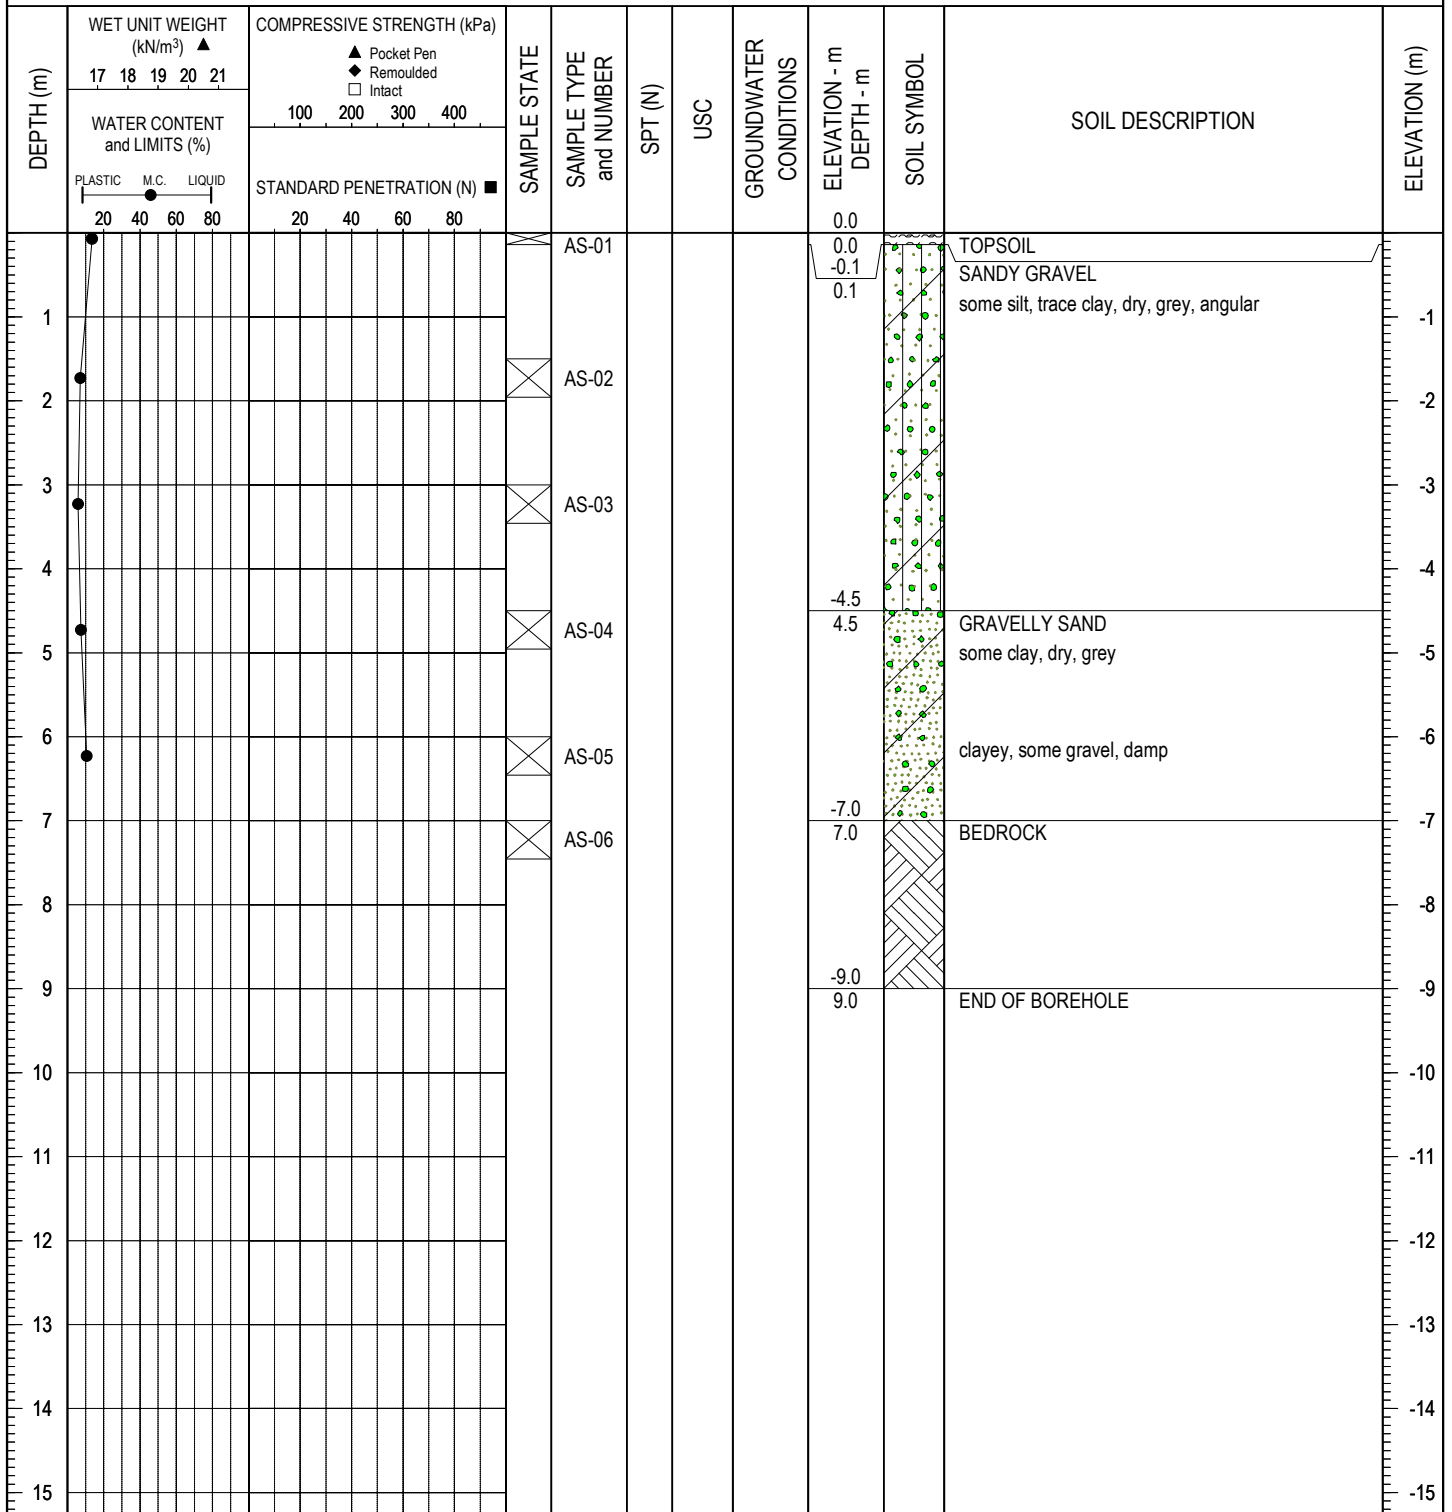 DEPTH (m)
WET UNIT WEIGHT
(kN/m³) ▲
17 18 19 20 21
WATER CONTENT
and LIMITS (%)
PLASTIC M.C. LIQUID
20 40 60 80
COMPRESSIVE STRENGTH (kPa)
▲ Pocket Pen
◆ Remoulded
□ Intact
100 200 300 400
STANDARD PENETRATION (N) ■
20 40 60 80
SAMPLE STATE
SAMPLE TYPE
and NUMBER
SPT (N)
USC
GROUNDWATER
CONDITIONS
ELEVATION - m
DEPTH - m
SOIL SYMBOL
SOIL DESCRIPTION
ELEVATION (m)
0.0
AS-01 0.0 TOPSOIL
-0.1 SANDY GRAVEL
0.1
some silt, trace clay, dry, grey, angular
1 -1
AS-02
2 -2
3 -3
AS-03
4 -4
-4.5
4.5 GRAVELLY SAND
AS-04
5 some clay, dry, grey -5
6 -6
AS-05 clayey, some gravel, damp
-7.0
7 -7
7.0 BEDROCK
AS-06
8 -8
-9.0
9 -9
9.0 END OF BOREHOLE
10 -10
11 -11
12 -12
13 -13
14 -14
15 -15